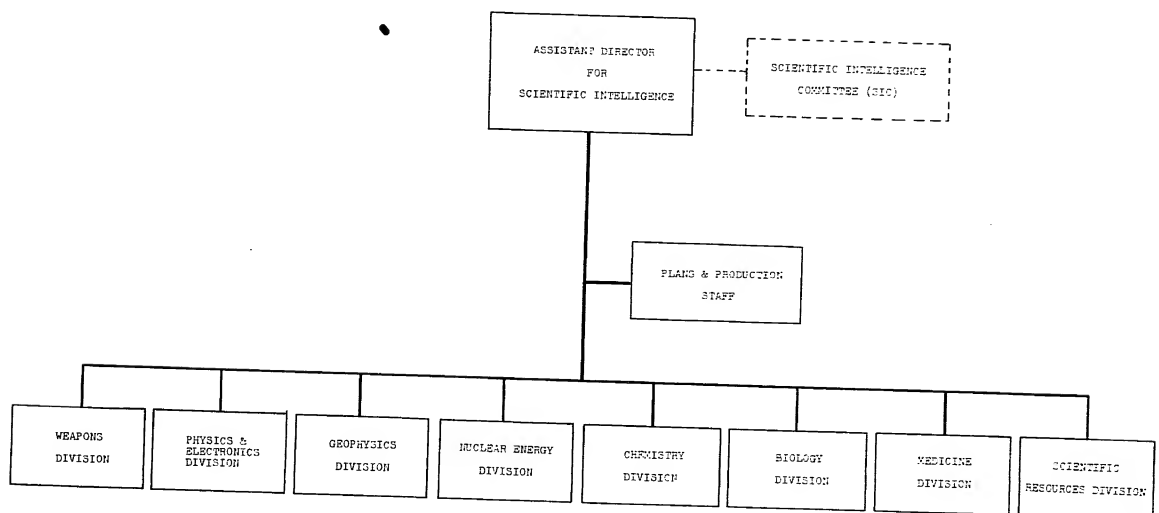 ASSISTANT DIRECTOR
FOR
SCIENTIFIC INTELLIGENCE
SCIENTIFIC INTELLIGENCE
COMMITTEE (SIC)
PLANS & PRODUCTION
STAFF
WEAPONS
DIVISION
PHYSICS &
ELECTRONICS
DIVISION
GEOPHYSICS
DIVISION
NUCLEAR ENERGY
DIVISION
CHEMISTRY
DIVISION
BIOLOGY
DIVISION
MEDICINE
DIVISION
SCIENTIFIC
RESOURCES DIVISION